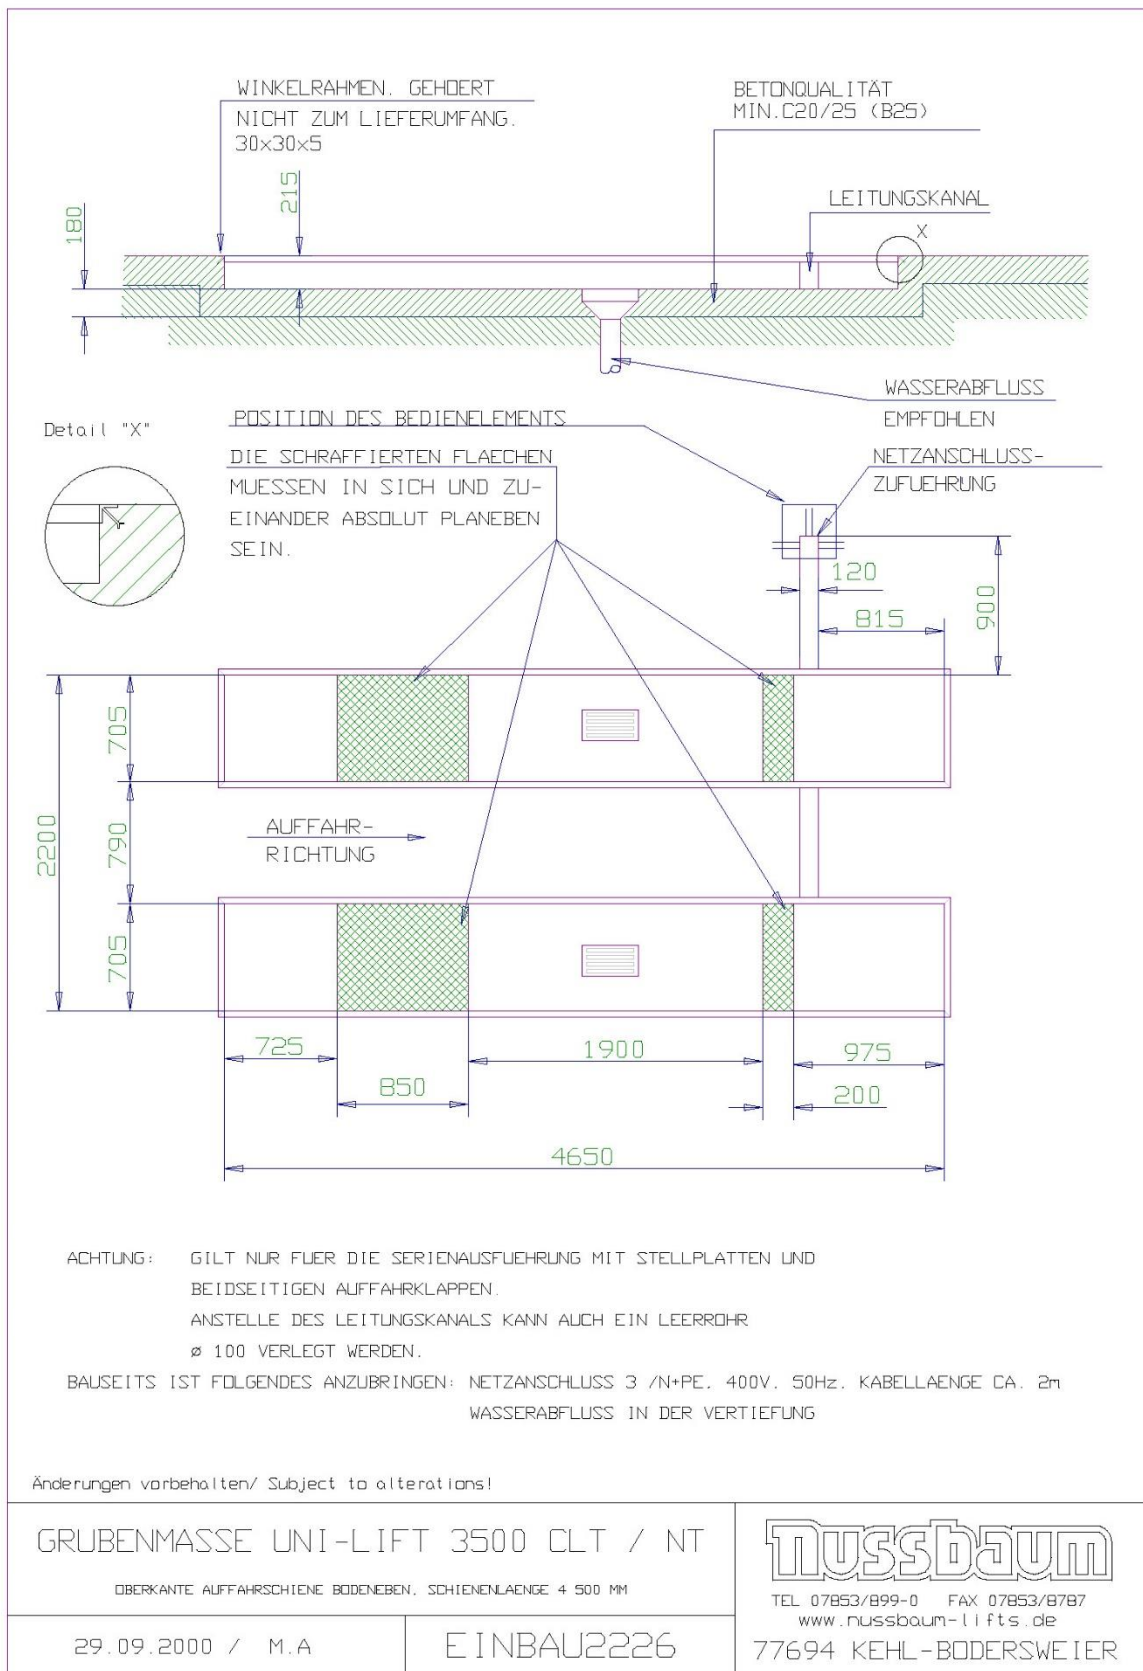 WINKELRAHMEN. GEHOERT
NICHT ZUM LIEFERUMFANG.
30x30x5
BETONQUALITÄT
MIN.C20/25 (B25)
215
180
LEITUNGSKANAL
X
WASSERABFLUSS
EMPFOHLEN
Detail "X"
POSITION DES BEDIENELEMENTS
DIE SCHRAFFIERTEN FLAECHEN
MUESSEN IN SICH UND ZU-
EINANDER ABSOLUT PLANEBEN
SEIN.
NETZANSCHLUSS-
ZUFUEHRUNG
120
815
900
705
2200
790
705
AUFFAHR-
RICHTUNG
725
1900
975
850
200
4650
ACHTUNG: GILT NUR FUER DIE SERIENAUSFUEHRUNG MIT STELLPLATTEN UND
BEIDSEITIGEN AUFFAHRKLAPPEN.
ANSTELLE DES LEITUNGSKANALS KANN AUCH EIN LEERROHR
ø 100 VERLEGT WERDEN.
BAUSEITS IST FOLGENDES ANZUBRINGEN: NETZANSCHLUSS 3 /N+PE. 400V. 50Hz. KABELLAENGE CA. 2m
WASSERABFLUSS IN DER VERTIEFUNG
Änderungen vorbehalten/ Subject to alterations!
GRUBENMASSE UNI-LIFT 3500 CLT / NT
OBERKANTE AUFFAHRSCHIENE BODENEBEN. SCHIENENLAENGE 4 500 MM
29.09.2000 / M.A
EINBAU2226
nussbaum
TEL 07853/899-0 FAX 07853/8787
www.nussbaum-lifts.de
77694 KEHL-BODERSWEIER